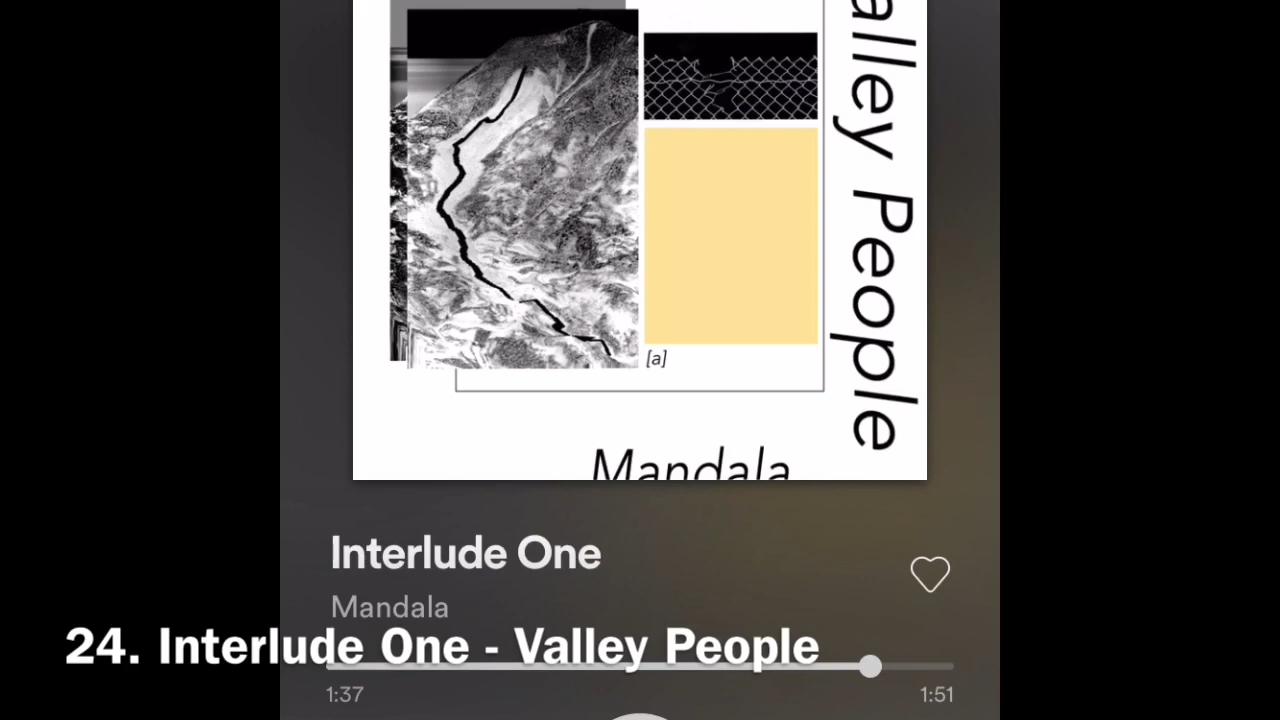 alley People
[a]
Mandala
Interlude One
Mandala
24. Interlude One - Valley People
1:37
1:51